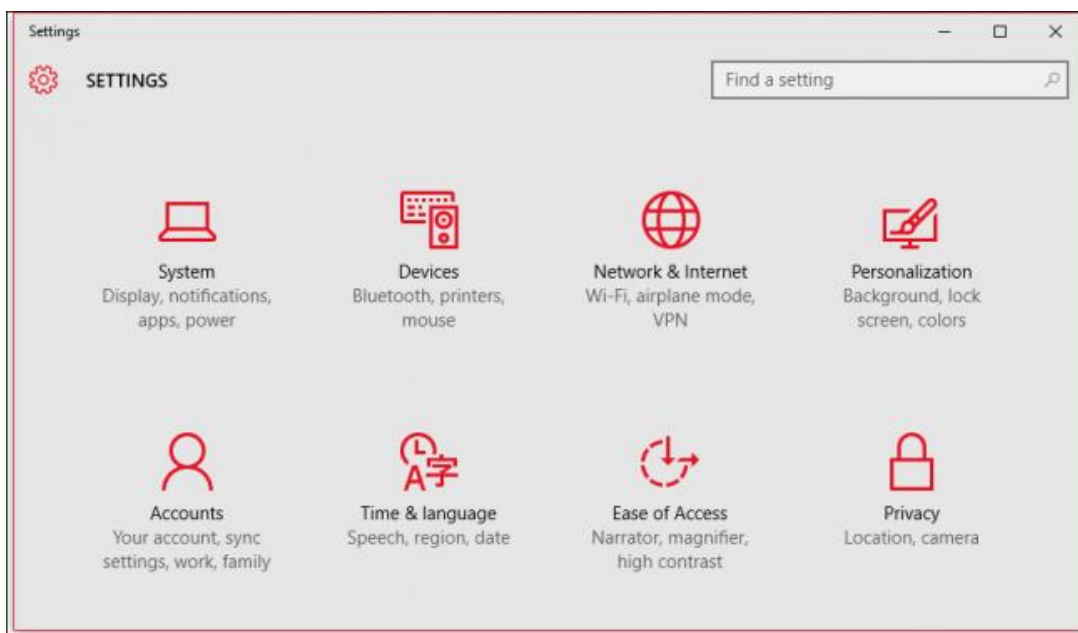 Settings
SETTINGS
Find a setting
System
Display, notifications,
apps, power
Devices
Bluetooth, printers,
mouse
Network & Internet
Wi-Fi, airplane mode,
VPN
Personalization
Background, lock
screen, colors
Accounts
Your account, sync
settings, work, family
A字
Time & language
Speech, region, date
Ease of Access
Narrator, magnifier,
high contrast
Privacy
Location, camera